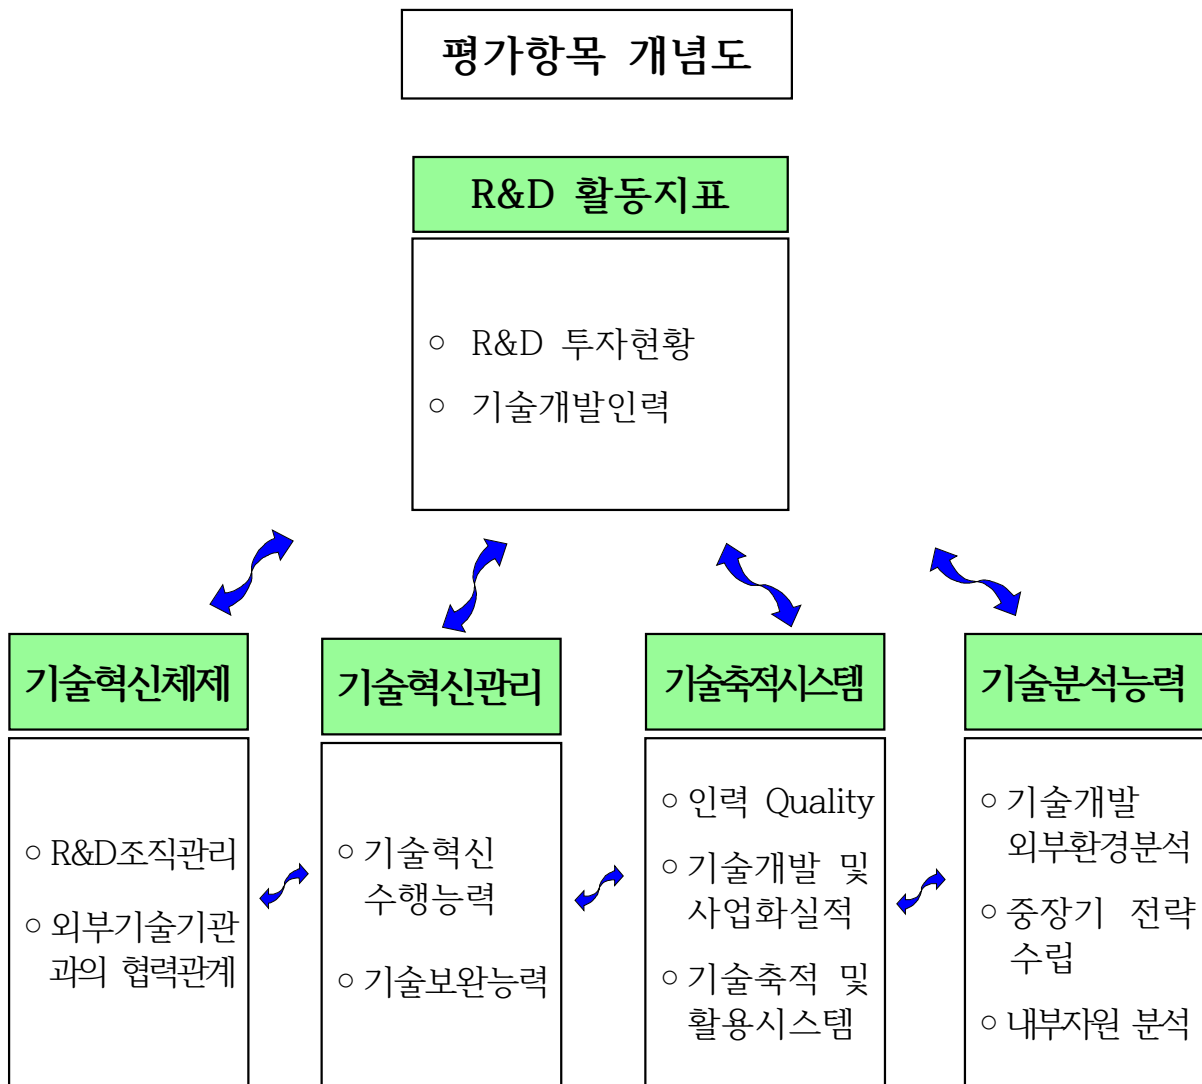 평가항목 개념도
R&D 활동지표
○ R&D 투자현황
○ 기술개발인력
기술혁신체제
○ R&D조직관리
○ 외부기술기관
과의 협력관계
기술혁신관리
○ 기술혁신
수행능력
○ 기술보완능력
기술축적시스템
○ 인력 Quality
○ 기술개발 및
사업화실적
○ 기술축적 및
활용시스템
기술분석능력
○ 기술개발
외부환경분석
○ 중장기 전략
수립
○ 내부자원 분석